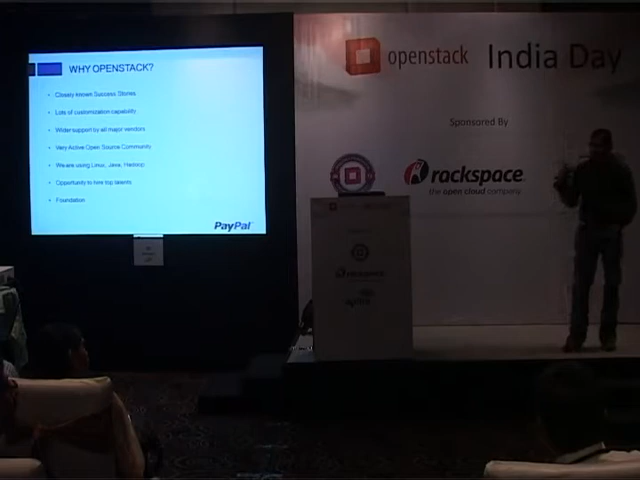 WHY OPENSTACK?
• Closely known Success Stories
• Lots of customization capability
• Wider support by all major vendors
• Very Active Open Source Community
• We are using Linux, Java, Hadoop
• Opportunity to hire top talents
• Foundation
PayPal
openstack India Day
Sponsored By
rackspace
the open cloud company
rackspace